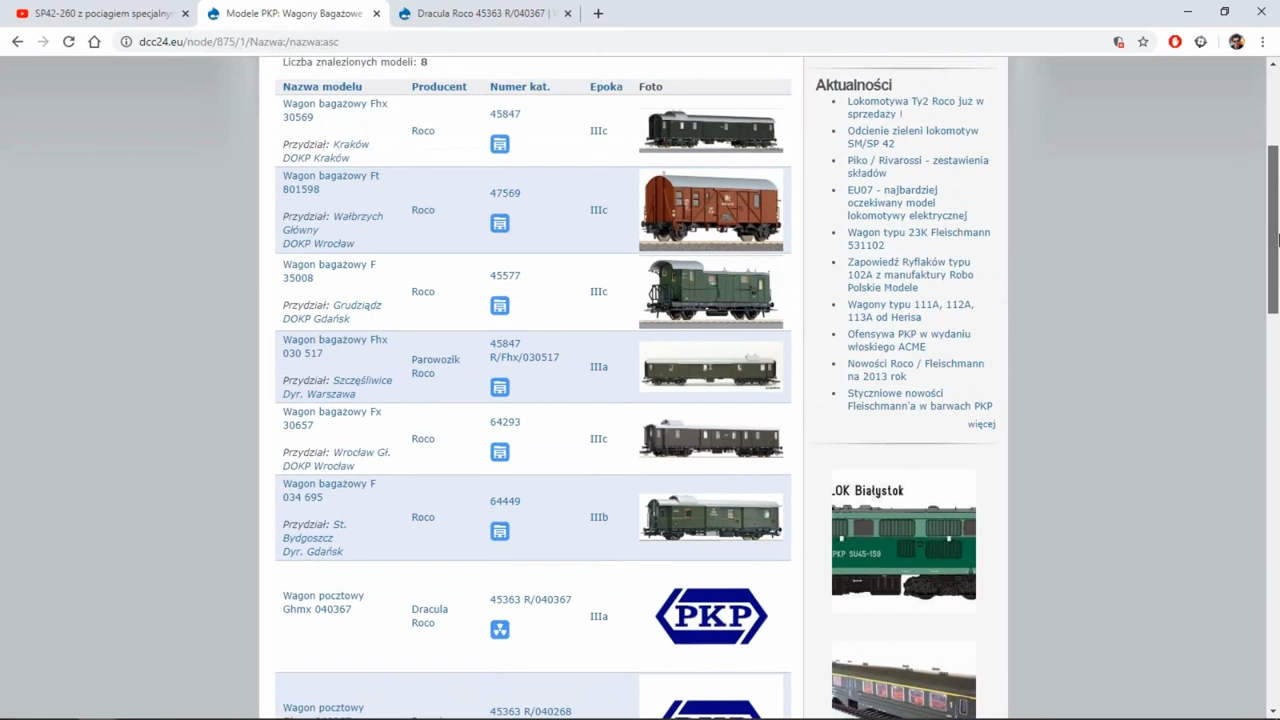 SP42-260 z pociągiem specjalnym
Modele PKP: Wagony Bagażowe
Dracula Roco 45363 R/040367 |
dcc24.eu/node/875/1/Nazwa:/nazwa:asc
Liczba znalezionych modeli: 8
Nazwa modelu Producent Numer kat. Epoka Foto
Wagon bagażowy Fhx
30569
Przydział: Kraków
DOKP Kraków
Roco
45847
IIIc
Wagon bagażowy Ft
801598
Przydział: Wałbrzych
Główny
DOKP Wrocław
Roco
47569
IIIc
Wagon bagażowy F
35008
Przydział: Grudziądz
DOKP Gdańsk
Roco
45577
IIIc
Wagon bagażowy Fhx
030 517
Przydział: Szczęśliwice
Dyr. Warszawa
Parowozik
Roco
45847
R/Fhx/030517
IIIa
Wagon bagażowy Fx
30657
Przydział: Wrocław Gł.
DOKP Wrocław
Roco
64293
IIIc
Wagon bagażowy F
034 695
Przydział: St.
Bydgoszcz
Dyr. Gdańsk
Roco
64449
IIIb
Wagon pocztowy
Ghmx 040367
Dracula
Roco
45363 R/040367
IIIa
PKP
Wagon pocztowy
45363 R/040268
Aktualności
Lokomotywa Ty2 Roco już w
sprzedaży !
Odcienie zieleni lokomotyw
SM/SP 42
Piko / Rivarossi - zestawienia
składów
EU07 - najbardziej
oczekiwany model
lokomotywy elektrycznej
Wagon typu 23K Fleischmann
531102
Zapowiedź Ryflaków typu
102A z manufaktury Robo
Polskie Modele
Wagony typu 111A, 112A,
113A od Herisa
Ofensywa PKP w wydaniu
włoskiego ACME
Nowości Roco / Fleischmann
na 2013 rok
Styczniowe nowości
Fleischmann'a w barwach PKP
więcej
LOK Białystok
PKP SU45-159